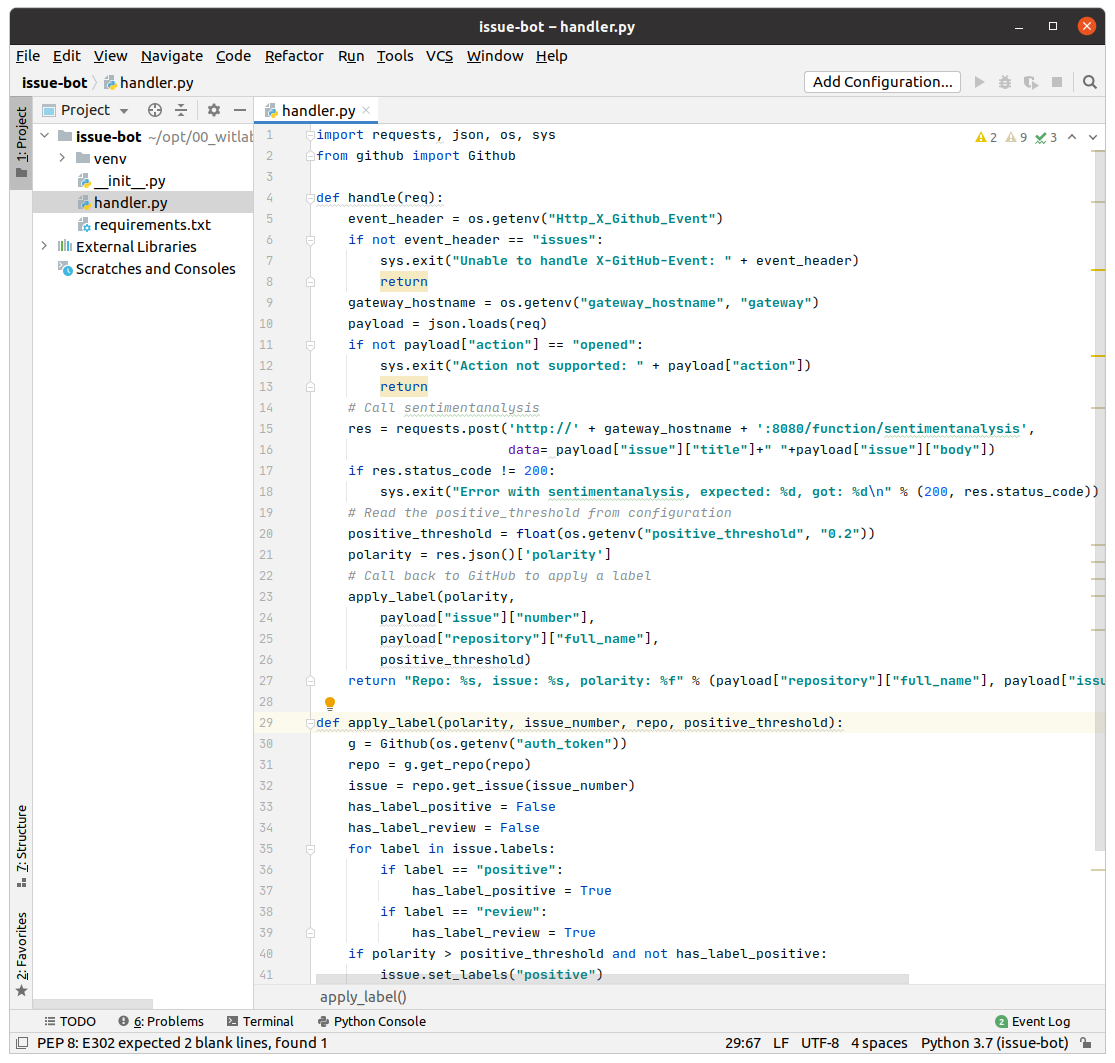 issue-bot – handler.py
File Edit View Navigate Code Refactor Run Tools VCS Window Help
issue-bot handler.py Add Configuration...
1: Project
Project
issue-bot ~/opt/00_witlab
venv
__init__.py
handler.py
requirements.txt
External Libraries
Scratches and Consoles
7: Structure
2: Favorites
handler.py
2 9 3
1 import requests, json, os, sys
2 from github import Github
3
4 def handle(req):
5     event_header = os.getenv("Http_X_Github_Event")
6     if not event_header == "issues":
7         sys.exit("Unable to handle X-GitHub-Event: " + event_header)
8         return
9     gateway_hostname = os.getenv("gateway_hostname", "gateway")
10     payload = json.loads(req)
11     if not payload["action"] == "opened":
12         sys.exit("Action not supported: " + payload["action"])
13         return
14     # Call sentimentanalysis
15     res = requests.post('http://' + gateway_hostname + ':8080/function/sentimentanalysis',
16                         data= payload["issue"]["title"]+" "+payload["issue"]["body"])
17     if res.status_code != 200:
18         sys.exit("Error with sentimentanalysis, expected: %d, got: %d\n" % (200, res.status_code))
19     # Read the positive_threshold from configuration
20     positive_threshold = float(os.getenv("positive_threshold", "0.2"))
21     polarity = res.json()['polarity']
22     # Call back to GitHub to apply a label
23     apply_label(polarity,
24         payload["issue"]["number"],
25         payload["repository"]["full_name"],
26         positive_threshold)
27     return "Repo: %s, issue: %s, polarity: %f" % (payload["repository"]["full_name"], payload["issu
28
29 def apply_label(polarity, issue_number, repo, positive_threshold):
30     g = Github(os.getenv("auth_token"))
31     repo = g.get_repo(repo)
32     issue = repo.get_issue(issue_number)
33     has_label_positive = False
34     has_label_review = False
35     for label in issue.labels:
36         if label == "positive":
37             has_label_positive = True
38         if label == "review":
39             has_label_review = True
40     if polarity > positive_threshold and not has_label_positive:
41         issue.set_labels("positive")
apply_label()
TODO 6: Problems Terminal Python Console 2 Event Log
PEP 8: E302 expected 2 blank lines, found 1 29:67 LF UTF-8 4 spaces Python 3.7 (issue-bot)